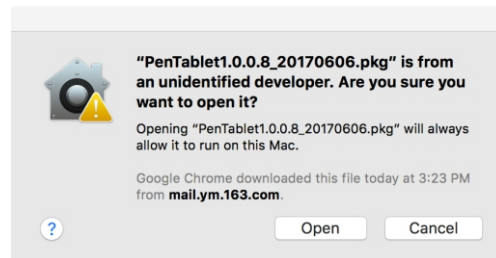 “PenTablet1.0.0.8_20170606.pkg” is from
an unidentified developer. Are you sure you
want to open it?
Opening “PenTablet1.0.0.8_20170606.pkg” will always
allow it to run on this Mac.
Google Chrome downloaded this file today at 3:23 PM
from mail.ym.163.com.
?
Open
Cancel